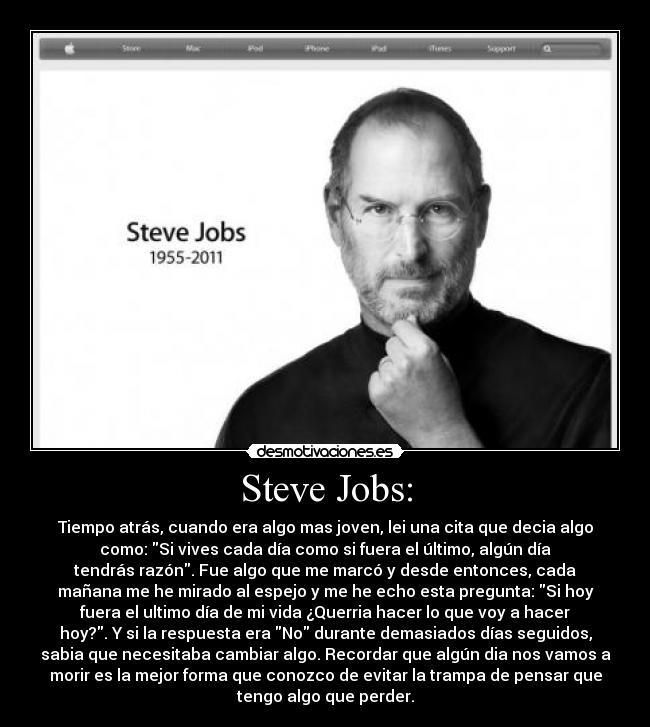 Store Mac iPod iPhone iPad iTunes Support
Steve Jobs
1955-2011
desmotivaciones.es
Steve Jobs:
Tiempo atrás, cuando era algo mas joven, lei una cita que decia algo
como: "Si vives cada día como si fuera el último, algún día
tendrás razón". Fue algo que me marcó y desde entonces, cada
mañana me he mirado al espejo y me he echo esta pregunta: "Si hoy
fuera el ultimo día de mi vida ¿Querria hacer lo que voy a hacer
hoy?". Y si la respuesta era "No" durante demasiados días seguidos,
sabia que necesitaba cambiar algo. Recordar que algún dia nos vamos a
morir es la mejor forma que conozco de evitar la trampa de pensar que
tengo algo que perder.